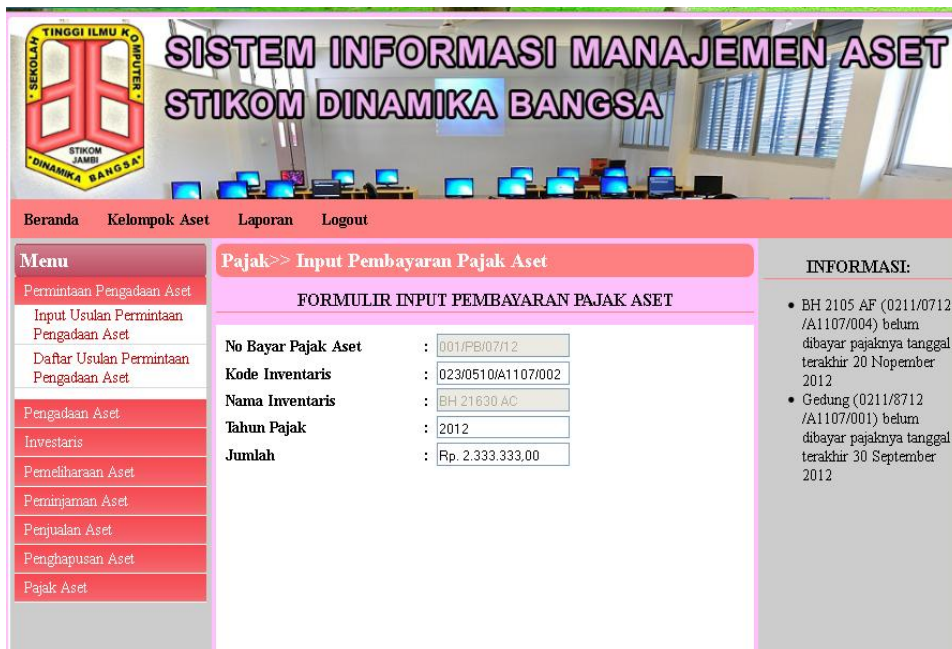 SEKOLAH TINGGI ILMU KOMPUTER
STIKOM
JAMBI
DINAMIKA BANGSA
SISTEM INFORMASI MANAJEMEN ASET
STIKOM DINAMIKA BANGSA
Beranda Kelompok Aset Laporan Logout
Menu
Permintaan Pengadaan Aset
Input Usulan Permintaan
Pengadaan Aset
Daftar Usulan Permintaan
Pengadaan Aset
Pengadaan Aset
Investaris
Pemeliharaan Aset
Peminjaman Aset
Penjualan Aset
Penghapusan Aset
Pajak Aset
Pajak>> Input Pembayaran Pajak Aset
FORMULIR INPUT PEMBAYARAN PAJAK ASET
No Bayar Pajak Aset : 001/PB/07/12
Kode Inventaris : 023/0510/A1107/002
Nama Inventaris : BH 21630 AC
Tahun Pajak : 2012
Jumlah : Rp. 2.333.333,00
INFORMASI:
• BH 2105 AF (0211/0712
/A1107/004) belum
dibayar pajaknya tanggal
terakhir 20 Nopember
2012
• Gedung (0211/8712
/A1107/001) belum
dibayar pajaknya tanggal
terakhir 30 September
2012